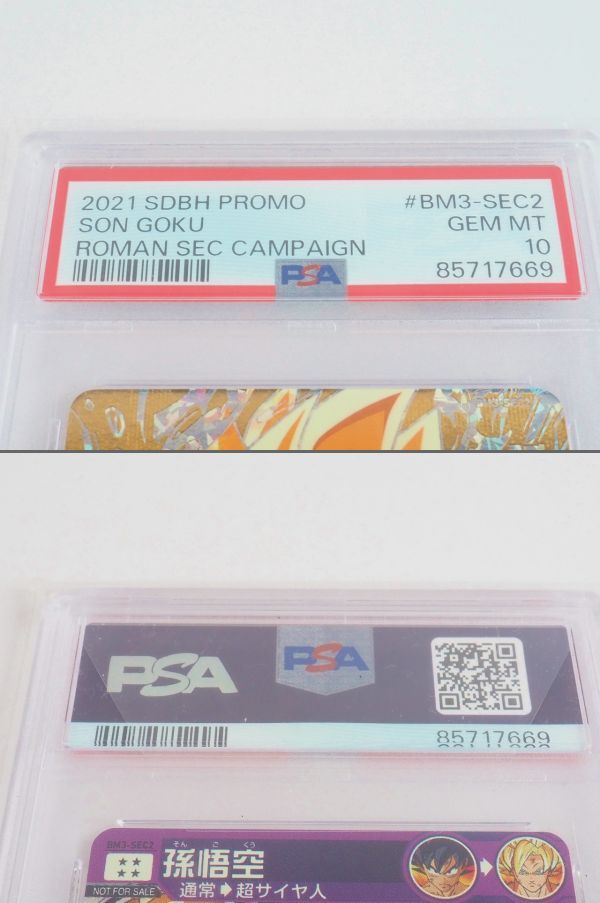 2021 SDBH PROMO #BM3-SEC2
SON GOKU GEM MT
ROMAN SEC CAMPAIGN 10
PSA 85717669
PSA PSA
85717669
BM3-SEC2
そん ご くう
孫悟空
NOT FOR SALE
通常➡超サイヤ人